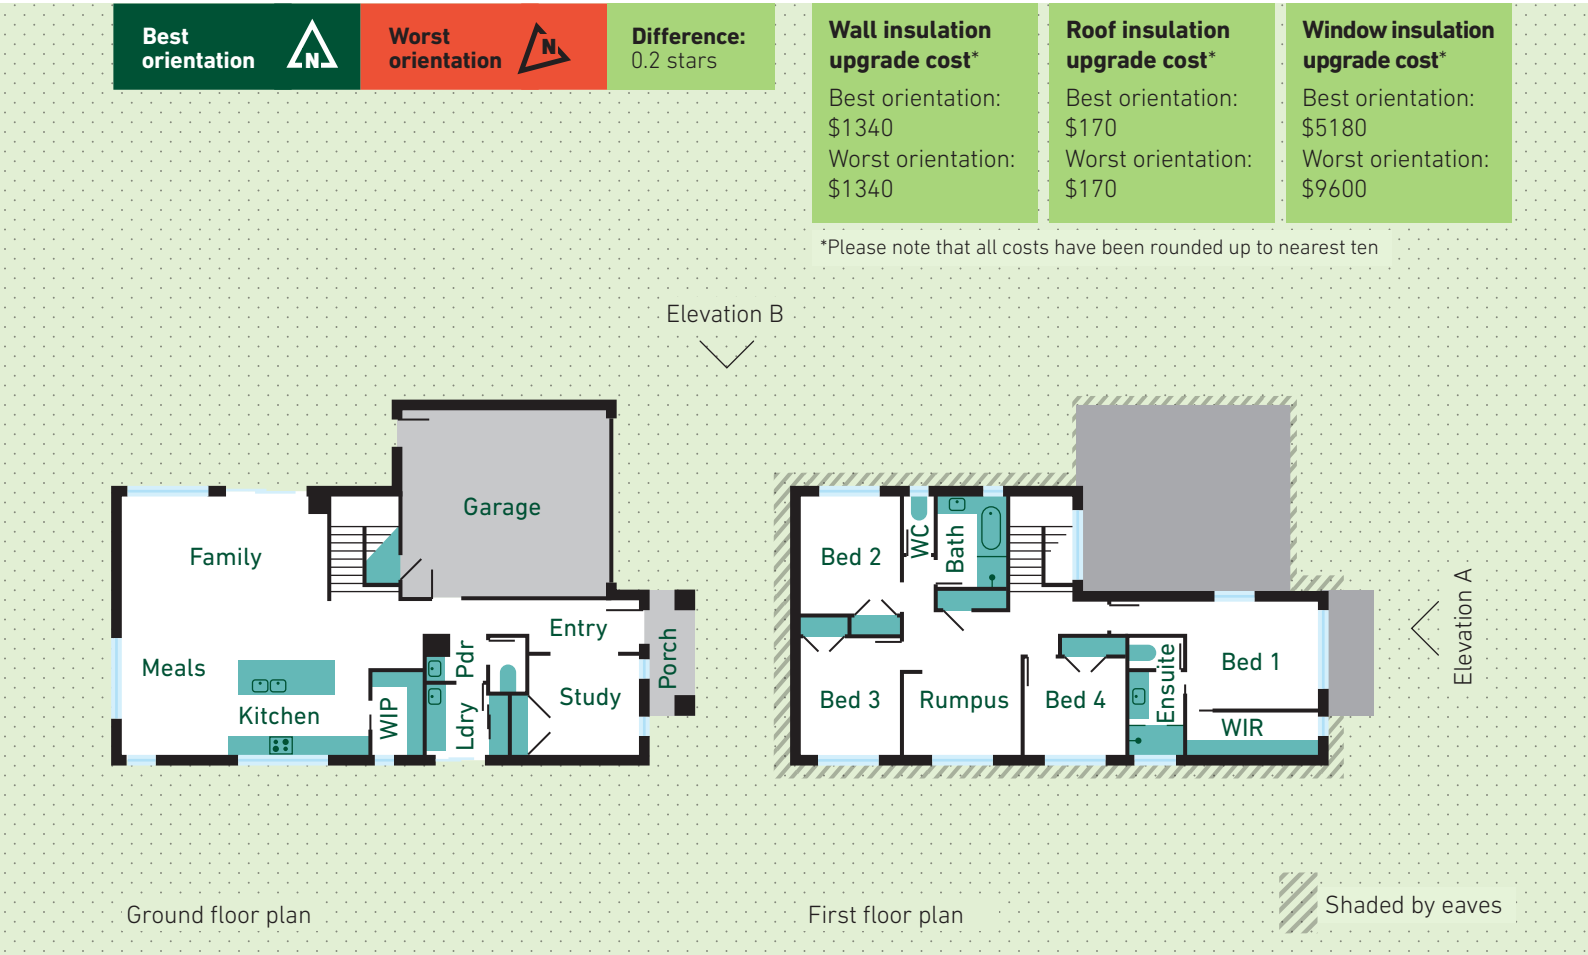 Best
orientation
N
Worst
orientation
N
Difference:
0.2 stars
Wall insulation
upgrade cost*
Best orientation:
$1340
Worst orientation:
$1340
Roof insulation
upgrade cost*
Best orientation:
$170
Worst orientation:
$170
Window insulation
upgrade cost*
Best orientation:
$5180
Worst orientation:
$9600
*Please note that all costs have been rounded up to nearest ten
Elevation B
Garage
Family
Entry
Pdr
Porch
Meals
Study
Kitchen
WIP
Ldry
Bed 2
WC
Bath
Elevation A
Bed 1
Ensuite
Bed 3
Rumpus
Bed 4
WIR
Ground floor plan
First floor plan
Shaded by eaves